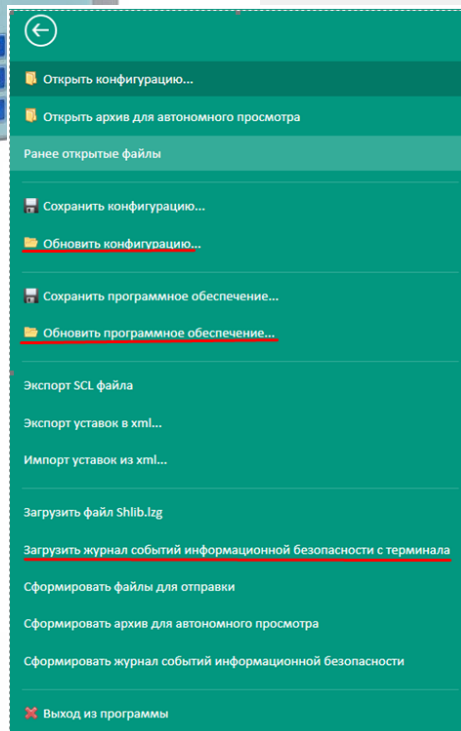 Открыть конфигурацию...
Открыть архив для автономного просмотра
Ранее открытые файлы
Сохранить конфигурацию...
Обновить конфигурацию...
Сохранить программное обеспечение...
Обновить программное обеспечение...
Экспорт SCL файла
Экспорт уставок в xml...
Импорт уставок из xml...
Загрузить файл Shlib.lzg
Загрузить журнал событий информационной безопасности с терминала
Сформировать файлы для отправки
Сформировать архив для автономного просмотра
Сформировать журнал событий информационной безопасности
Выход из программы